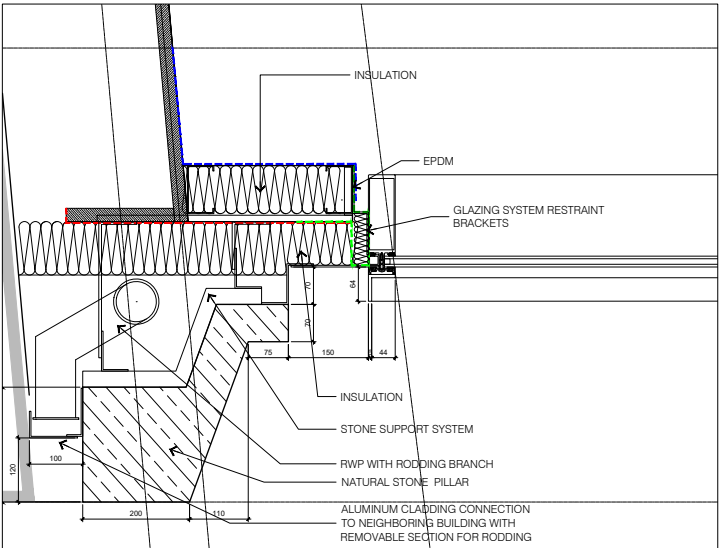 INSULATION
EPDM
GLAZING SYSTEM RESTRAINT
BRACKETS
70
64
70
75
150
44
INSULATION
STONE SUPPORT SYSTEM
RWP WITH RODDING BRANCH
100
NATURAL STONE PILLAR
120
ALUMINUM CLADDING CONNECTION
TO NEIGHBORING BUILDING WITH
REMOVABLE SECTION FOR RODDING
200
110